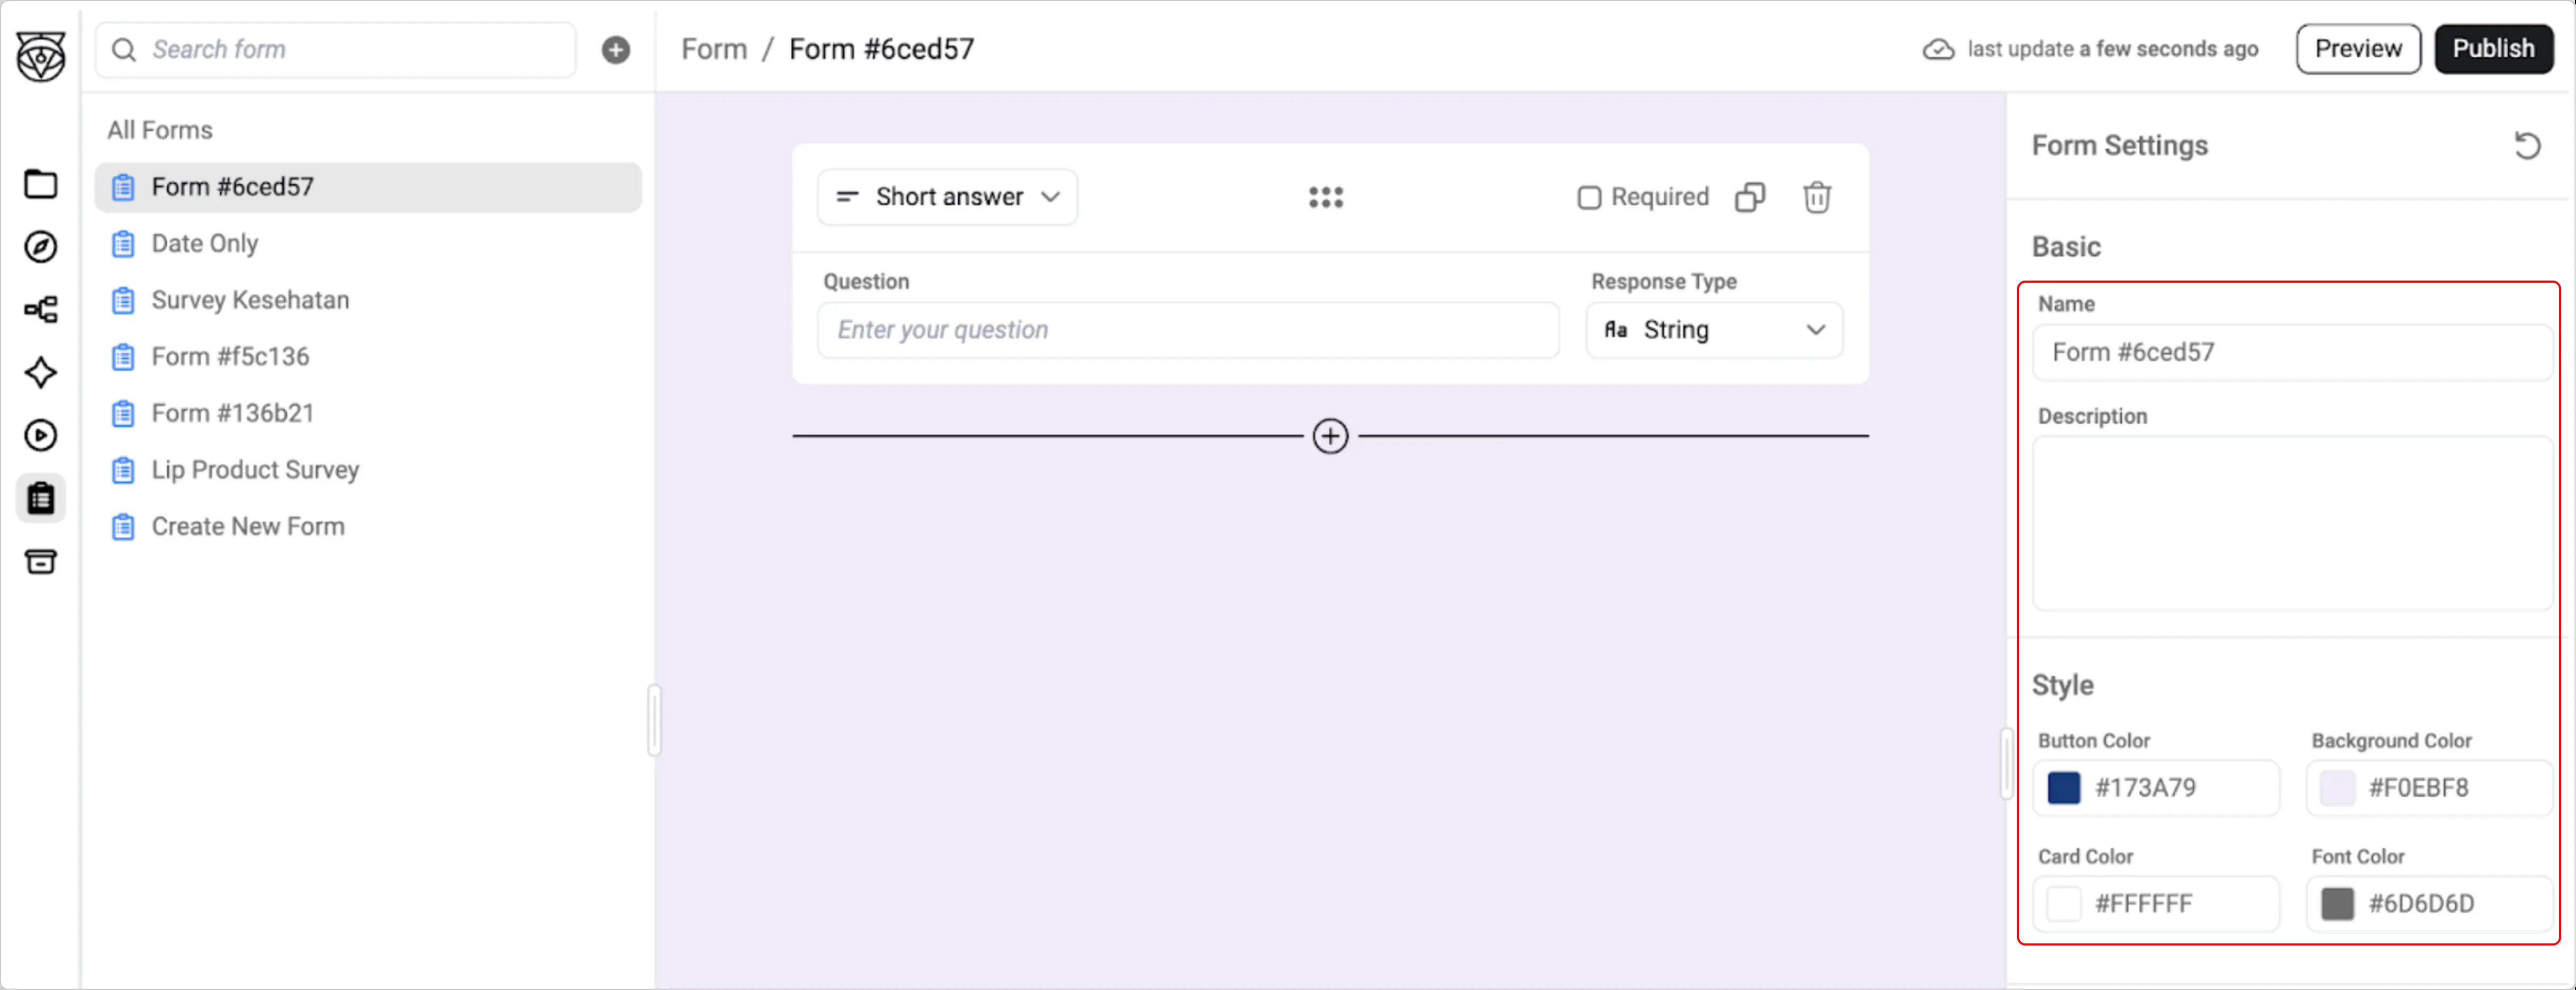 Search form
Form / Form #6ced57
last update a few seconds ago
Preview
Publish
All Forms
Form #6ced57
Date Only
Survey Kesehatan
Form #f5c136
Form #136b21
Lip Product Survey
Create New Form
Short answer
Required
Question
Response Type
Enter your question
Aa String
Form Settings
Basic
Name
Form #6ced57
Description
Style
Button Color
Background Color
#173A79
#F0EBF8
Card Color
Font Color
#FFFFFF
#6D6D6D